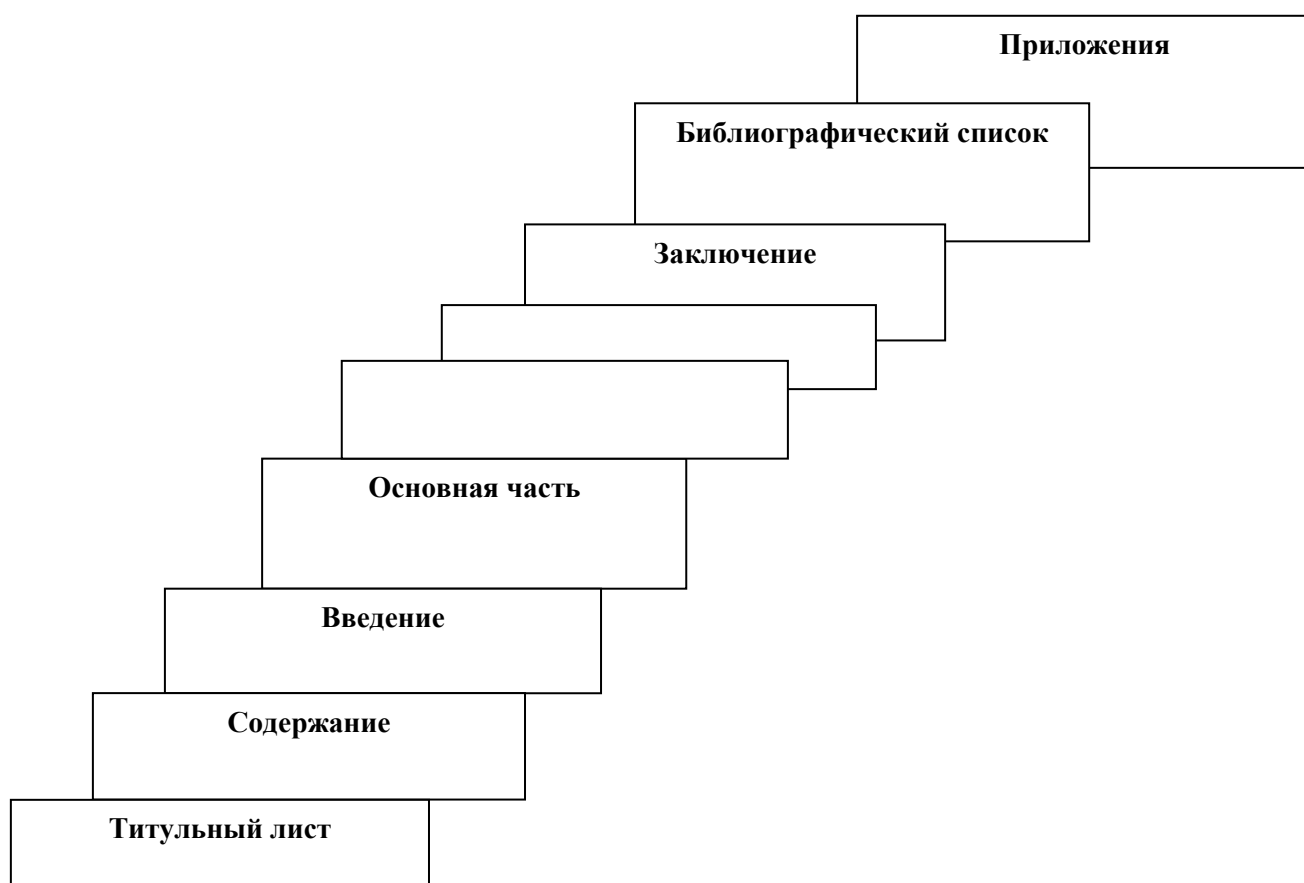 Приложения
Библиографический список
Заключение
Основная часть
Введение
Содержание
Титульный лист